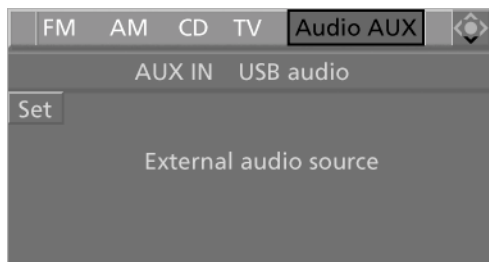 FM AM CD TV Audio AUX
AUX IN USB audio
Set
External audio source